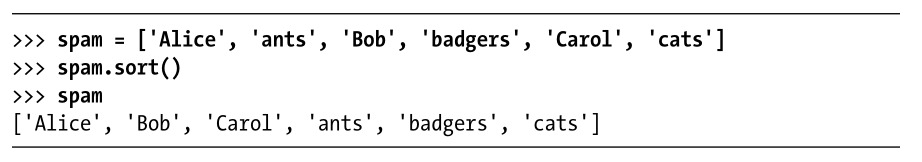 >>> spam = ['Alice', 'ants', 'Bob', 'badgers', 'Carol', 'cats']
>>> spam.sort()
>>> spam
['Alice', 'Bob', 'Carol', 'ants', 'badgers', 'cats']